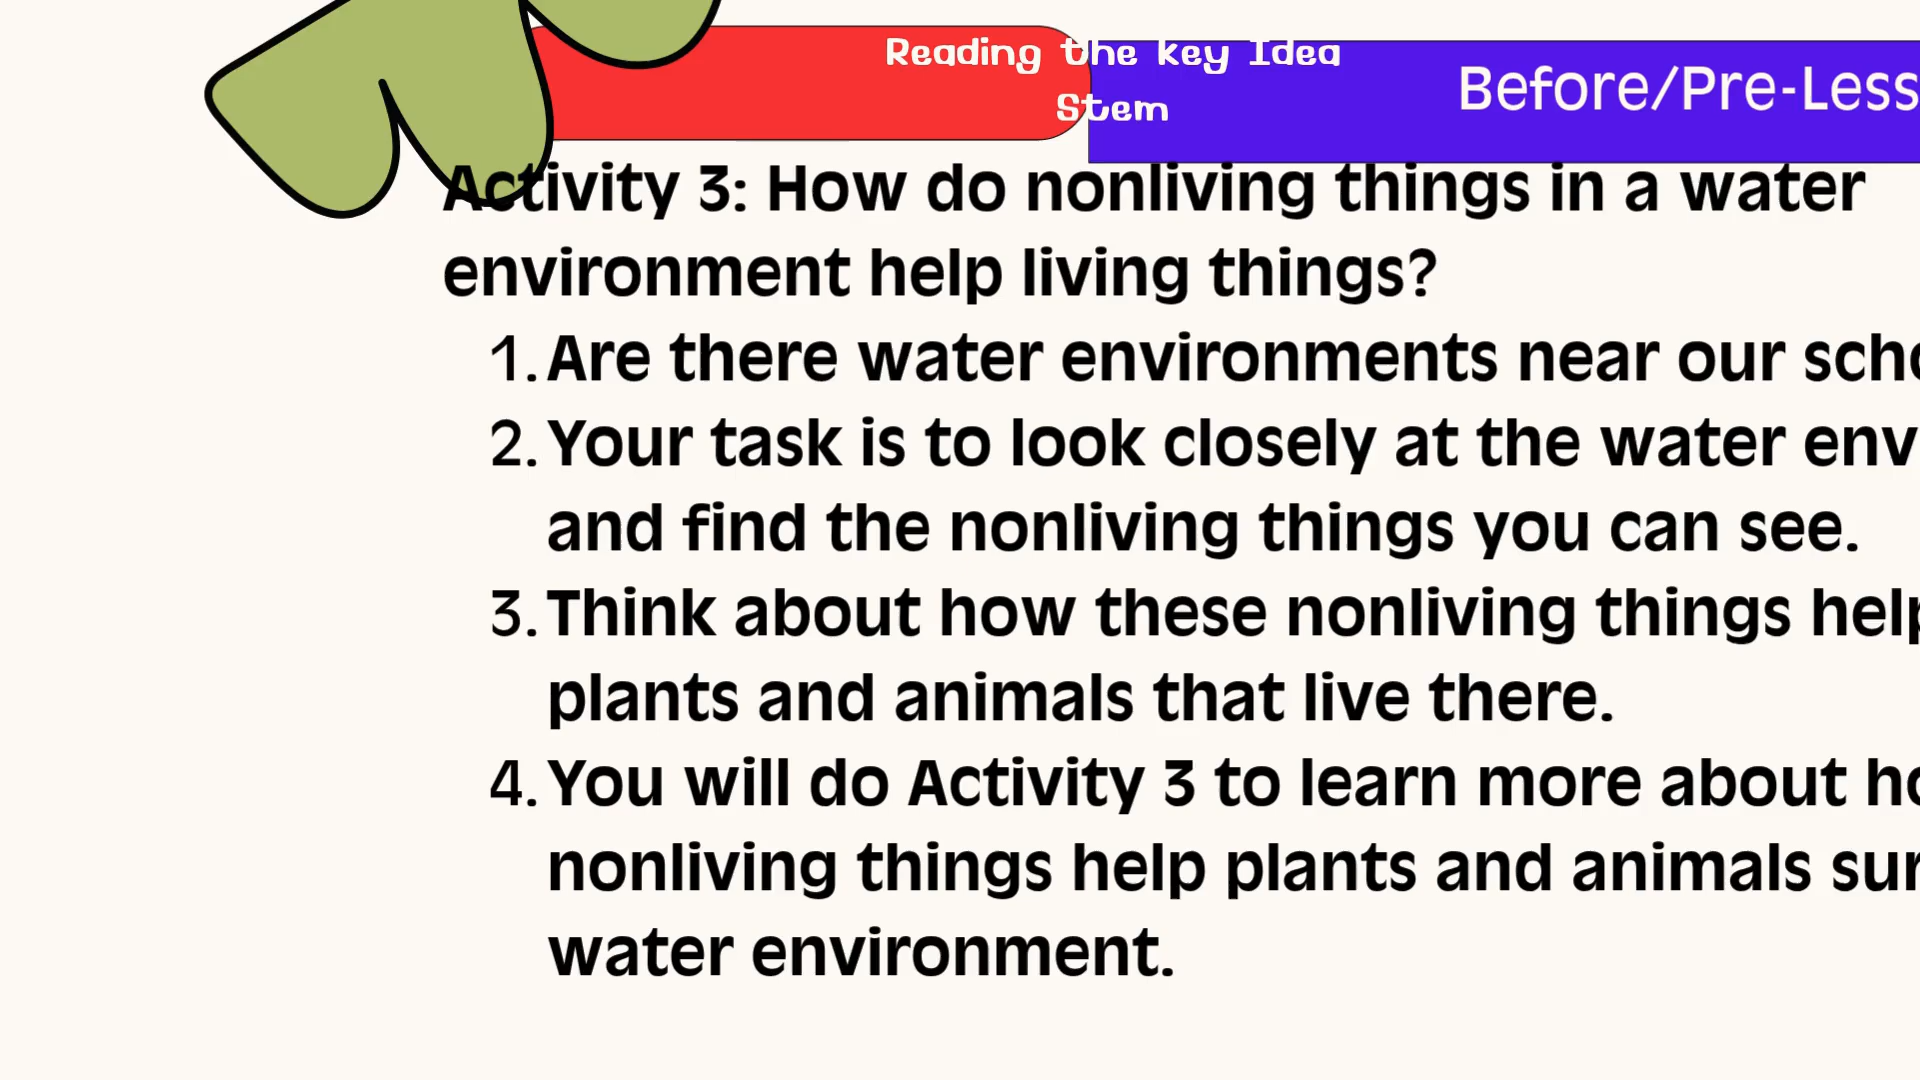 Reading the key Idea
Stem
Before/Pre-Less
Activity 3: How do nonliving things in a water
environment help living things?
1. Are there water environments near our
2. Your task is to look closely at the water
and find the nonliving things you can see.
3. Think about how these nonliving things help
plants and animals that live there.
4. You will do Activity 3 to learn more about
nonliving things help plants and animals
water environment.